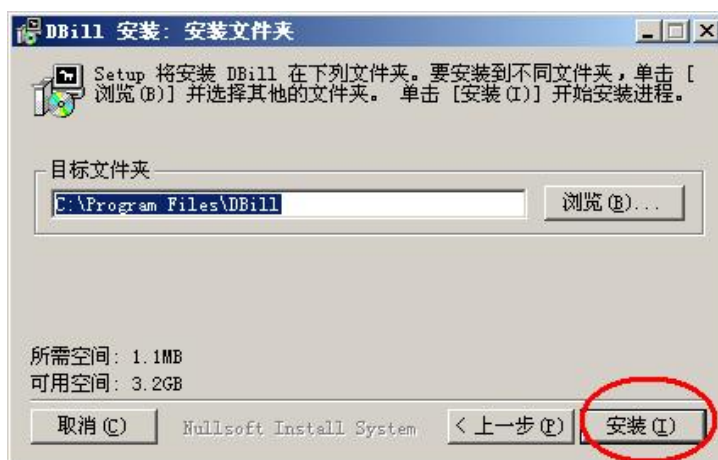 DBill 安装: 安装文件夹
Setup 将安装 DBill 在下列文件夹。要安装到不同文件夹,单击 [
浏览(B)] 并选择其他的文件夹。 单击 [安装(I)] 开始安装进程。
目标文件夹
C:\Program Files\DBill
浏览(B)...
所需空间: 1.1MB
可用空间: 3.2GB
取消(C)
Nullsoft Install System
< 上一步(P)
安装(I)